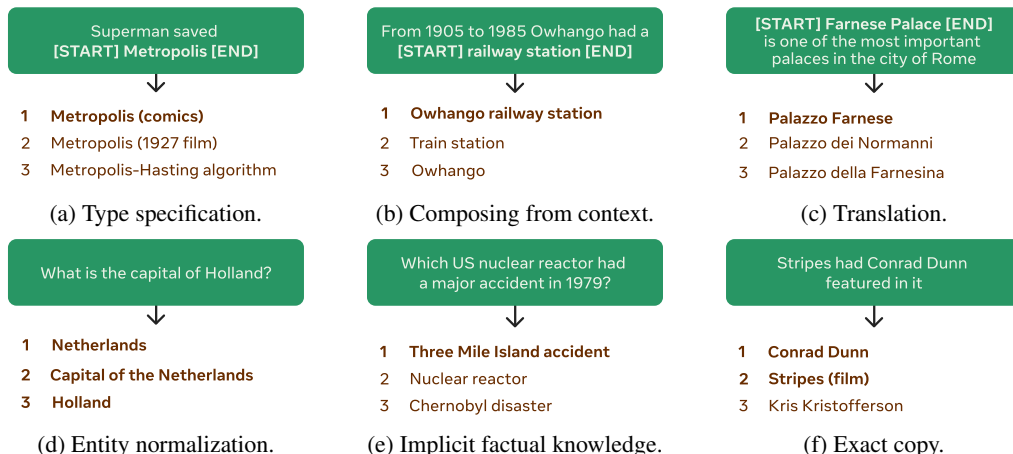 Superman saved
[START] Metropolis [END]
1 Metropolis (comics)
2 Metropolis (1927 film)
3 Metropolis-Hasting algorithm
(a) Type specification.
From 1905 to 1985 Owhango had a
[START] railway station [END]
1 Owhango railway station
2 Train station
3 Owhango
(b) Composing from context.
[START] Farnese Palace [END]
is one of the most important
palaces in the city of Rome
1 Palazzo Farnese
2 Palazzo dei Normanni
3 Palazzo della Farnesina
(c) Translation.
What is the capital of Holland?
1 Netherlands
2 Capital of the Netherlands
3 Holland
(d) Entity normalization.
Which US nuclear reactor had
a major accident in 1979?
1 Three Mile Island accident
2 Nuclear reactor
3 Chernobyl disaster
(e) Implicit factual knowledge.
Stripes had Conrad Dunn
featured in it
1 Conrad Dunn
2 Stripes (film)
3 Kris Kristofferson
(f) Exact copy.